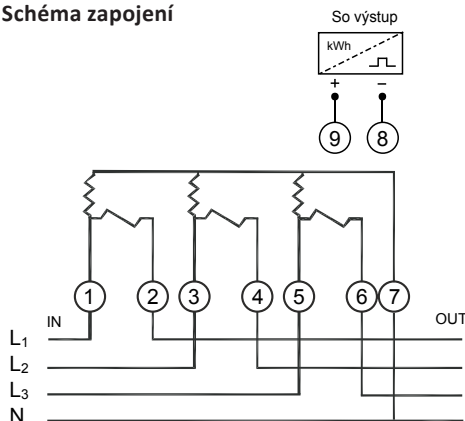 Schéma zapojení
So výstup
kWh
+ –
9 8
1 2 3 4 5 6 7
IN OUT
L1
L2
L3
N